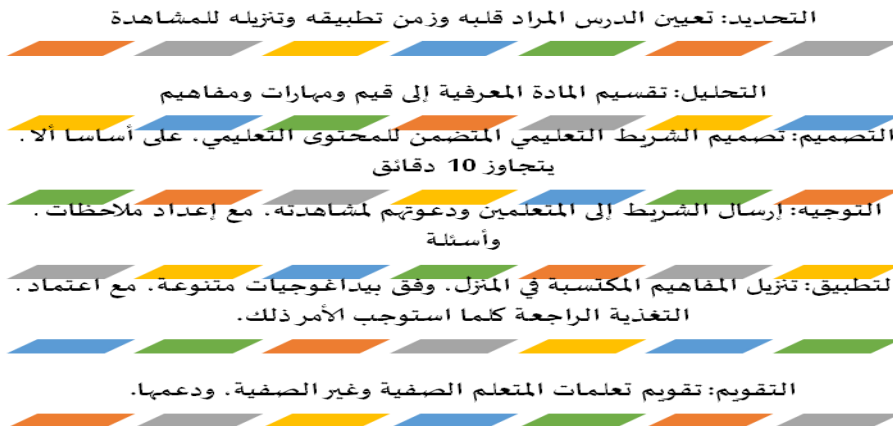 التحديد: تعيين الدرس المراد قلبه وزمن تطبيقه وتنزيله للمشاهدة
التحليل: تقسيم المادة المعرفية إلى قيم ومهارات ومفاهيم
التصميم: تصميم الشريط التعليمي المتضمن للمحتوى التعليمي. على أساسا ألا .
يتجاوز 10 دقائق
التوجيه: إرسال الشريط إلى المتعلمين ودعوتهم لمشاهدته. مع إعداد ملاحظات .
وأسئلة
لتطبيق: تنزيل المفاهيم المكتسبة في المنزل. وفق بيداغوجيات متنوعة. مع اعتماد .
التغذية الراجعة كلما استوجب الأمر ذلك.
التقويم: تقويم تعلمات المتعلم الصفية وغير الصفية. ودعمها.